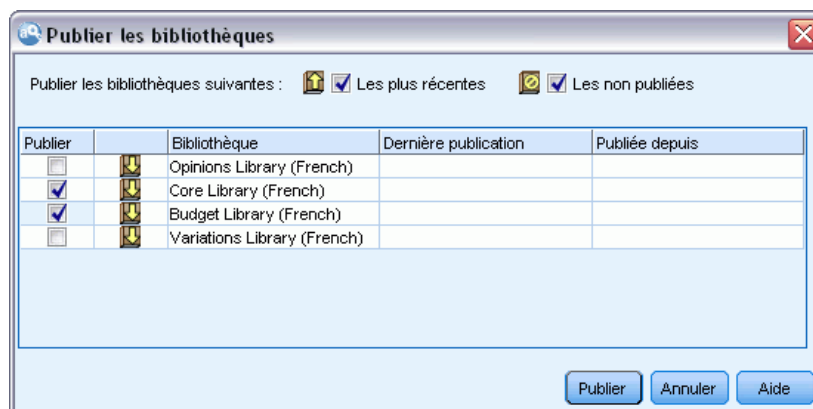 Publier les bibliothèques
Publier les bibliothèques suivantes : Les plus récentes Les non publiées
Publier Bibliothèque Dernière publication Publiée depuis
Opinions Library (French)
Core Library (French)
Budget Library (French)
Variations Library (French)
Publier Annuler Aide